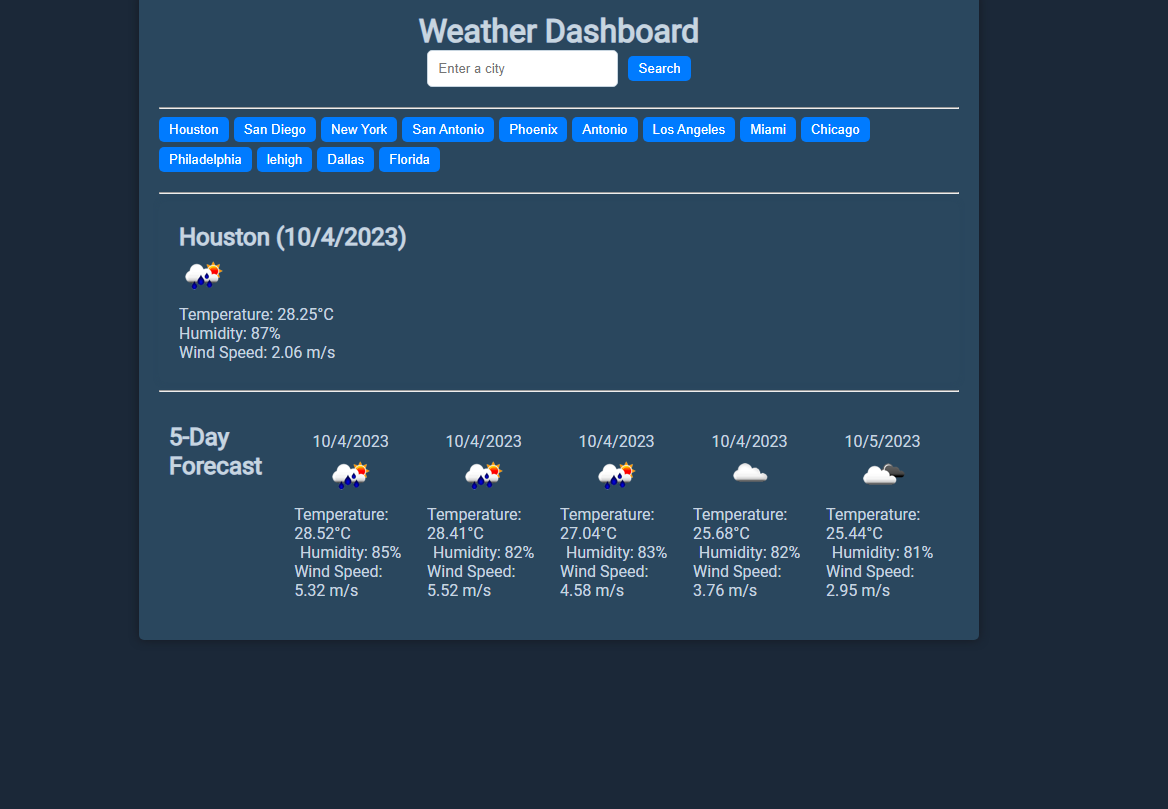 Weather Dashboard
Enter a city Search
Houston San Diego New York San Antonio Phoenix Antonio Los Angeles Miami Chicago
Philadelphia lehigh Dallas Florida
Houston (10/4/2023)
Temperature: 28.25°C
Humidity: 87%
Wind Speed: 2.06 m/s
5-Day
Forecast
10/4/2023
Temperature:
28.52°C
Humidity: 85%
Wind Speed:
5.32 m/s
10/4/2023
Temperature:
28.41°C
Humidity: 82%
Wind Speed:
5.52 m/s
10/4/2023
Temperature:
27.04°C
Humidity: 83%
Wind Speed:
4.58 m/s
10/4/2023
Temperature:
25.68°C
Humidity: 82%
Wind Speed:
3.76 m/s
10/5/2023
Temperature:
25.44°C
Humidity: 81%
Wind Speed:
2.95 m/s